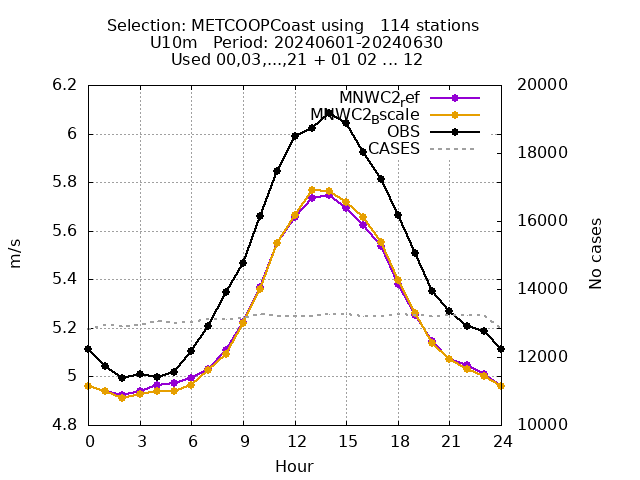 Selection: METCOOPCoast using   114 stations
U10m   Period: 20240601-20240630
Used 00,03,...,21 + 01 02 ... 12
6.2
6
5.8
5.6
5.4
5.2
5
4.8
m/s
20000
18000
16000
14000
12000
10000
No cases
MNWC2ref
MNWC2Bscale
OBS
CASES
0 3 6 9 12 15 18 21 24
Hour